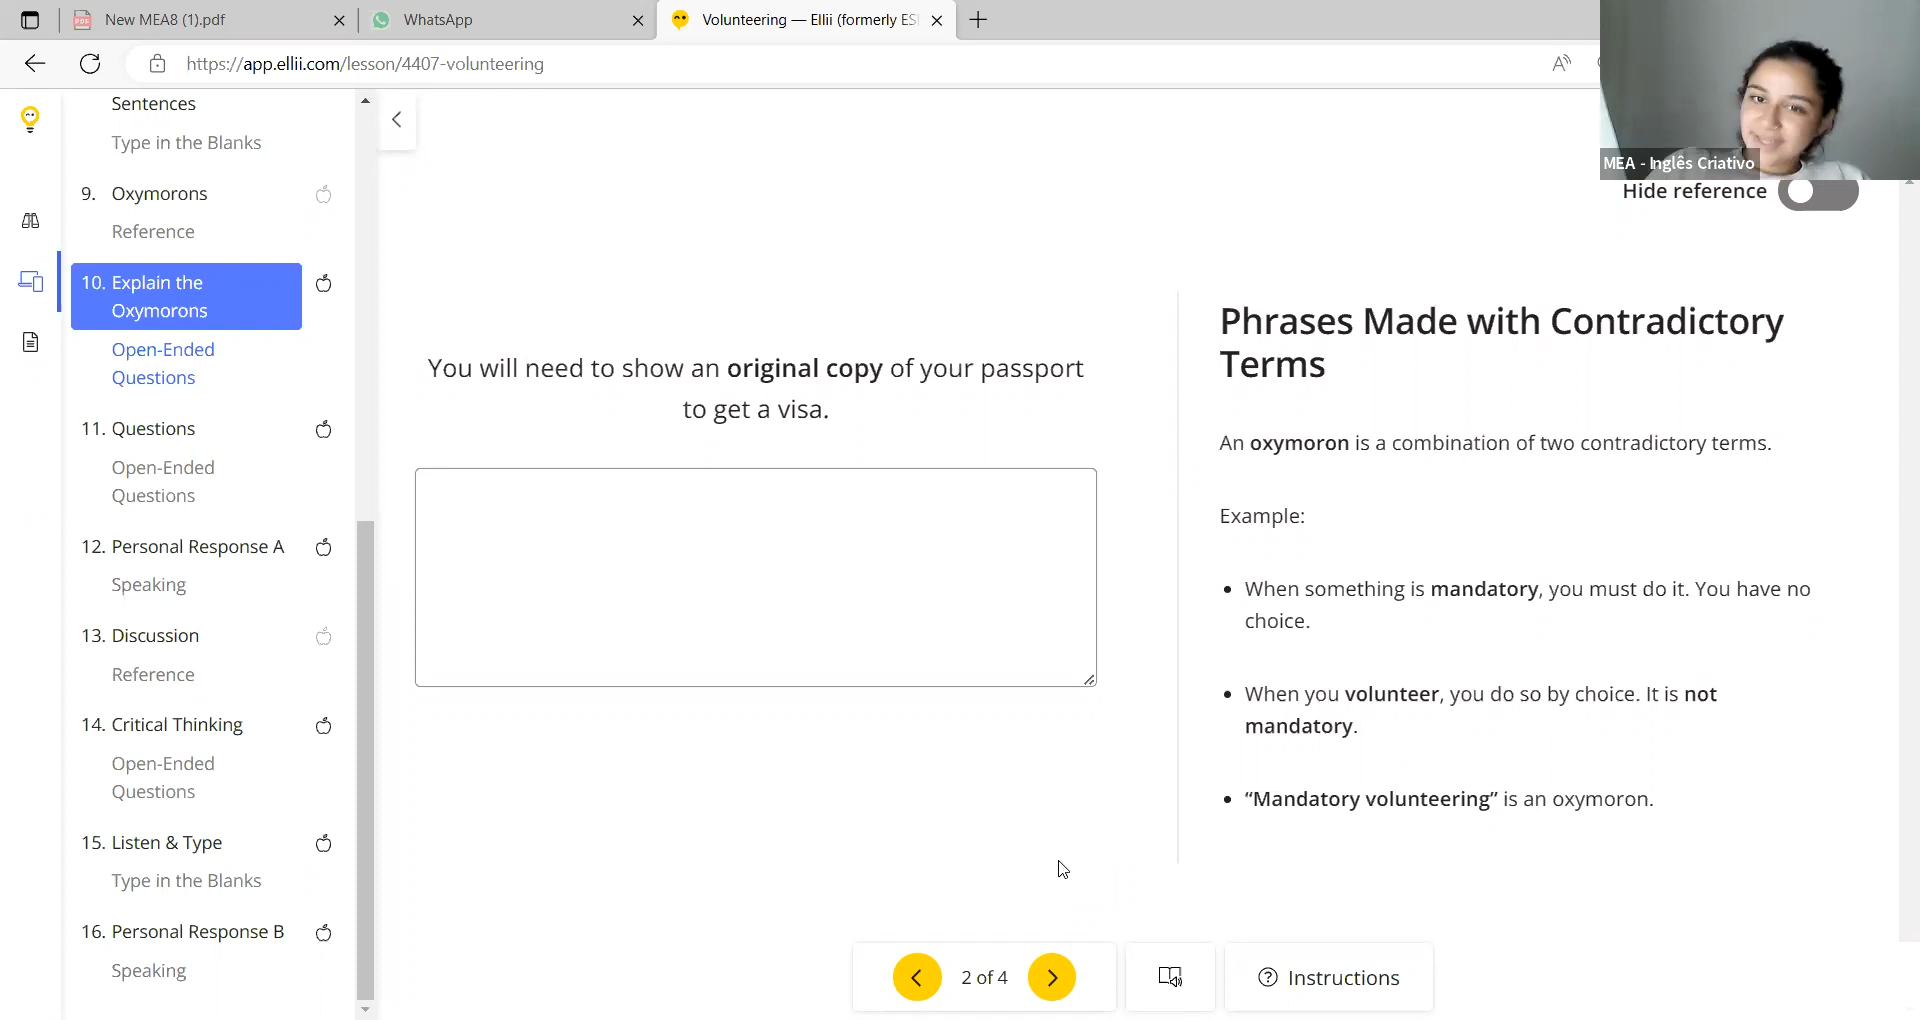 New MEA8 (1).pdf
WhatsApp
Volunteering — Ellii (formerly ES
https://app.ellii.com/lesson/4407-volunteering
MEA - Inglês Criativo
Hide reference
Sentences
Type in the Blanks
9. Oxymorons
Reference
10. Explain the
Oxymorons
Open-Ended
Questions
11. Questions
Open-Ended
Questions
12. Personal Response A
Speaking
13. Discussion
Reference
14. Critical Thinking
Open-Ended
Questions
15. Listen & Type
Type in the Blanks
16. Personal Response B
Speaking
You will need to show an original copy of your passport
to get a visa.
Phrases Made with Contradictory
Terms
An oxymoron is a combination of two contradictory terms.
Example:
• When something is mandatory, you must do it. You have no
choice.
• When you volunteer, you do so by choice. It is not
mandatory.
• “Mandatory volunteering” is an oxymoron.
2 of 4
Instructions